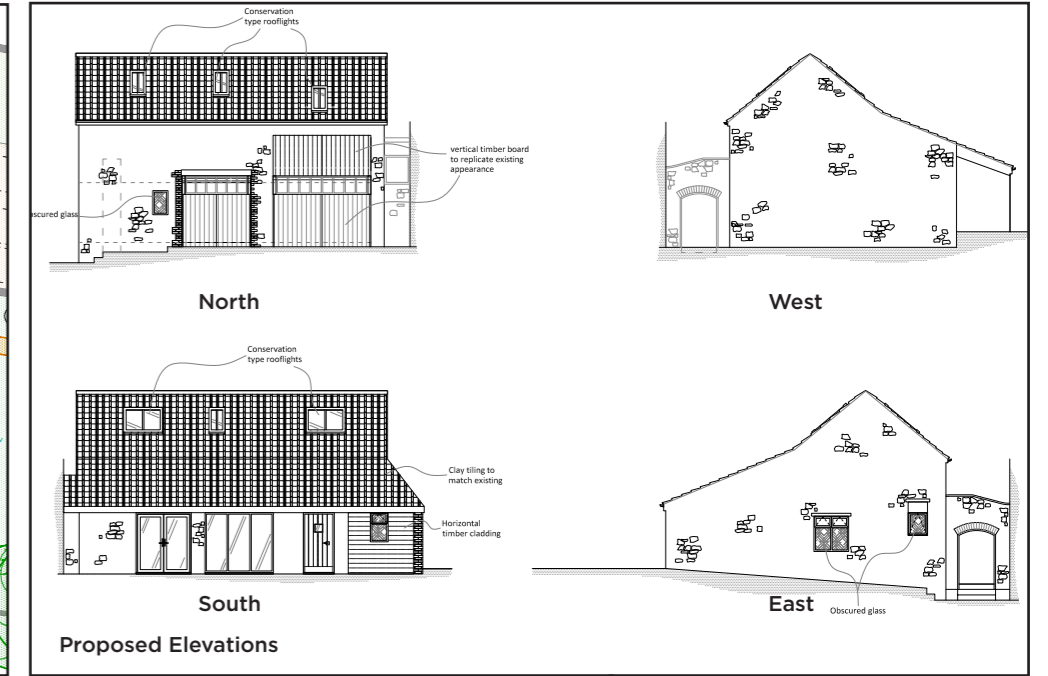 Conservation
type rooflights
vertical timber board
to replicate existing
appearance
glass
North
West
Conservation
type rooflights
Clay tiling to
match existing
Horizontal
timber cladding
South
East
Obscured glass
Proposed Elevations